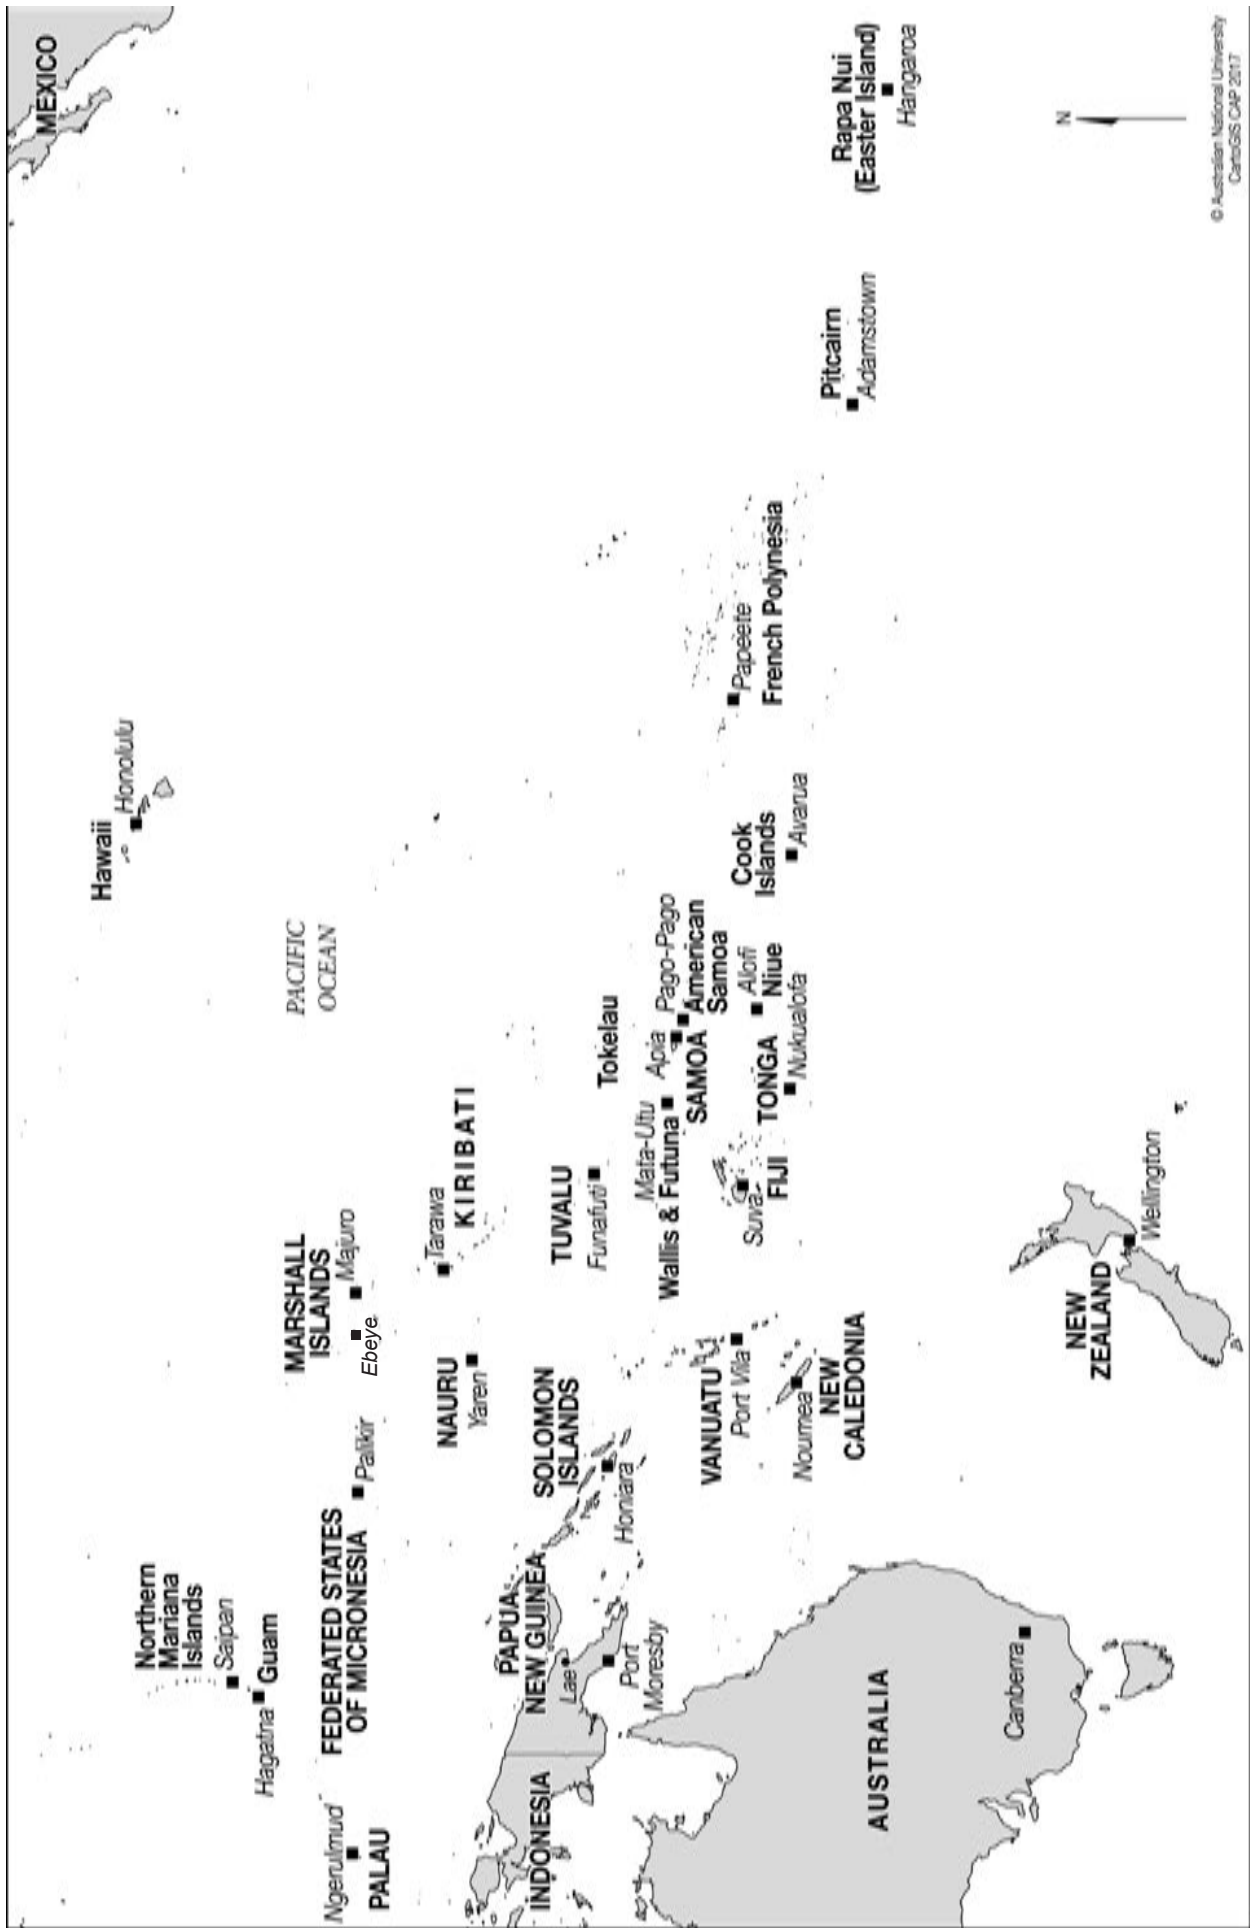 MEXICO
Hawaii
Honolulu
PACIFIC
OCEAN
Northern
Mariana
Islands
Saipan
Hagatna
Guam
MARSHALL
ISLANDS
Majuro
Ebeye
FEDERATED STATES
OF MICRONESIA
Palikir
Ngerulmud
PALAU
Tarawa
KIRIBATI
NAURU
Yaren
PAPUA
NEW GUINEA
Lae
Port
Moresby
INDONESIA
SOLOMON
ISLANDS
Honiara
TUVALU
Funafuti
Tokelau
Mata-Utu
Wallis & Futuna
Apia
SAMOA
Pago-Pago
American
Samoa
VANUATU
Port Vila
Suva
FIJI
TONGA
Nukualofa
Alofi
Niue
Cook
Islands
Avarua
Papeete
French Polynesia
Pitcairn
Adamstown
Rapa Nui
(Easter Island)
Hangaroa
Noumea
NEW
CALEDONIA
AUSTRALIA
Canberra
NEW
ZEALAND
Wellington
N
© Australian National University
CartoGIS CAP 2017